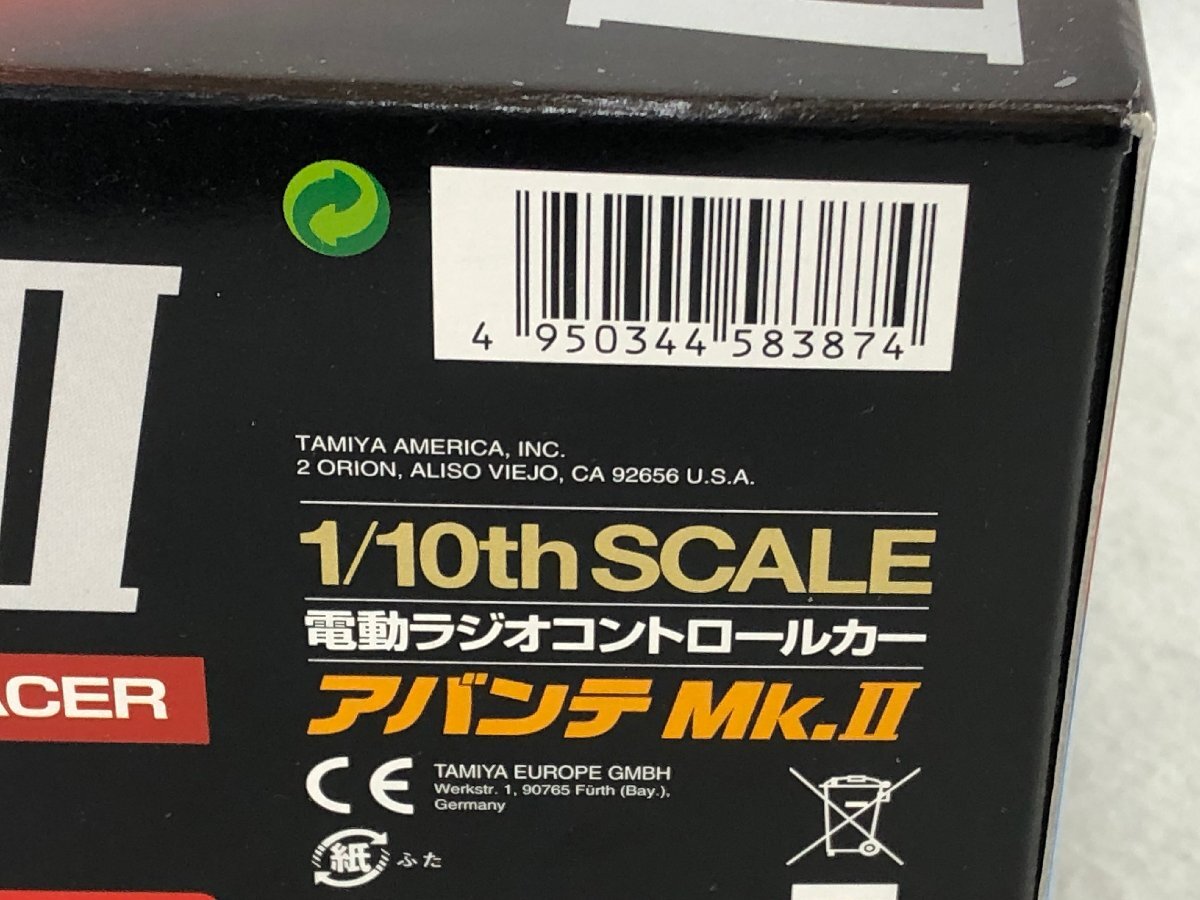 II
4 950344 583874
TAMIYA AMERICA, INC.
2 ORION, ALISO VIEJO, CA 92656 U.S.A.
1/10th SCALE
電動ラジオコントロールカー
ACER
アバンテ Mk.II
CE
TAMIYA EUROPE GMBH
Werkstr. 1, 90765 Fürth (Bay.),
Germany
紙 ふた